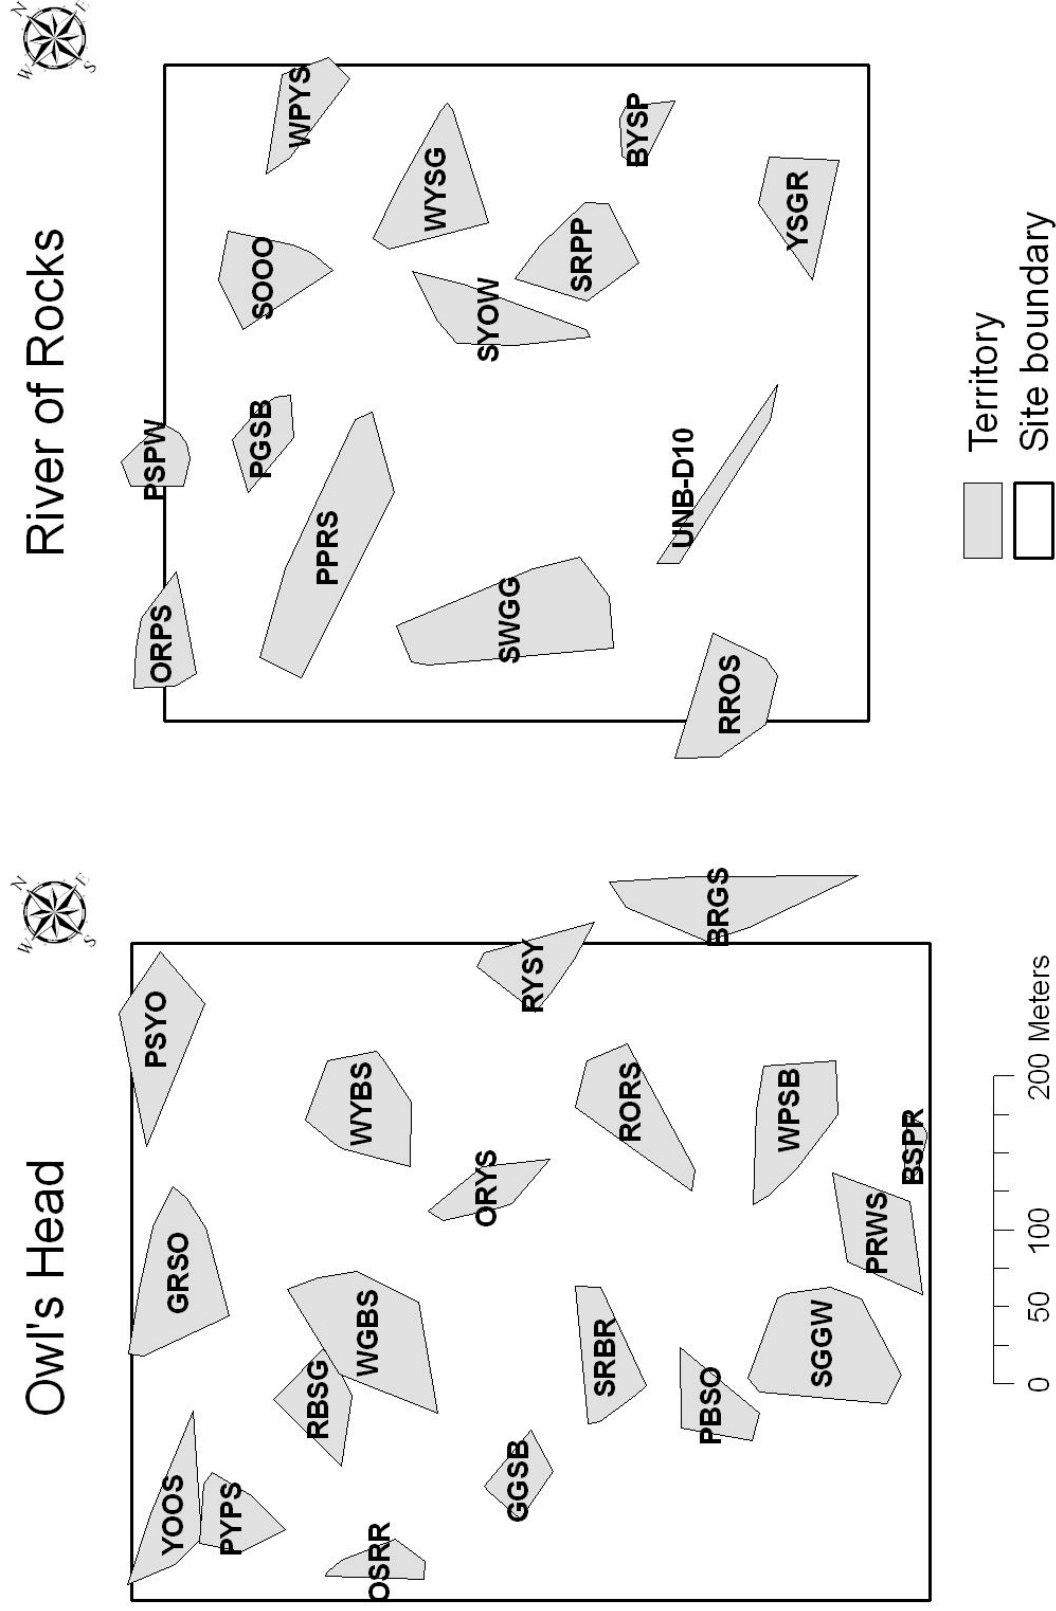 Owl's Head
W N
S E
PSYO
YOOS
GRSO
PYPS
RBSG
WYBS
WGBS
OSRR
ORYS
GGSB
RYSY
SRBR
RORS
PBSO
BRGS
WPSB
SGGW
PRWS
BSPR
0 50 100 200 Meters
River of Rocks
W N
S E
PSPW
ORPS
PGSB
SOOO
WPYS
PPRS
WYSG
SYOW
SWGG
SRPP
BYSP
UNB-D10
RROS
YSGR
Territory
Site boundary